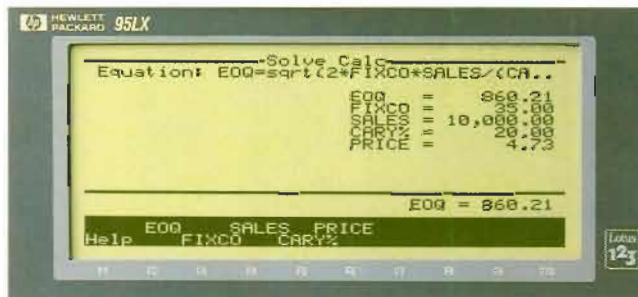 hp HEWLETT
PACKARD 95LX
Solve Calc
Equation: EOQ=sqrt(2*FIXCO*SALES/(CA..
EOQ = 860.21
FIXCO = 35.00
SALES = 10,000.00
CARY% = 20.00
PRICE = 4.73
EOQ = 860.21
EOQ SALES PRICE
Help FIXCO CARY%
Lotus
123